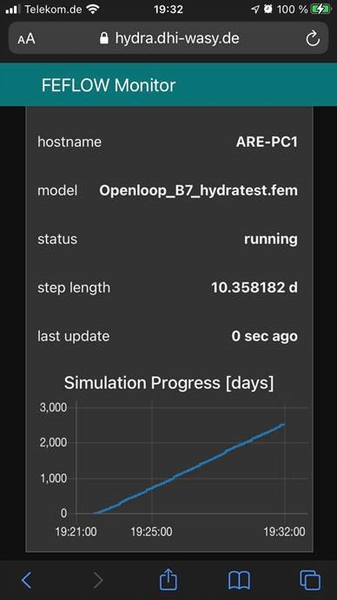 Telekom.de 19:32 100 %
AA hydra.dhi-wasy.de
FEFLOW Monitor
hostname ARE-PC1
model Openloop_B7_hydratest.fem
status running
step length 10.358182 d
last update 0 sec ago
Simulation Progress [days]
3,000
2,000
1,000
0
19:21:00 19:25:00 19:32:00